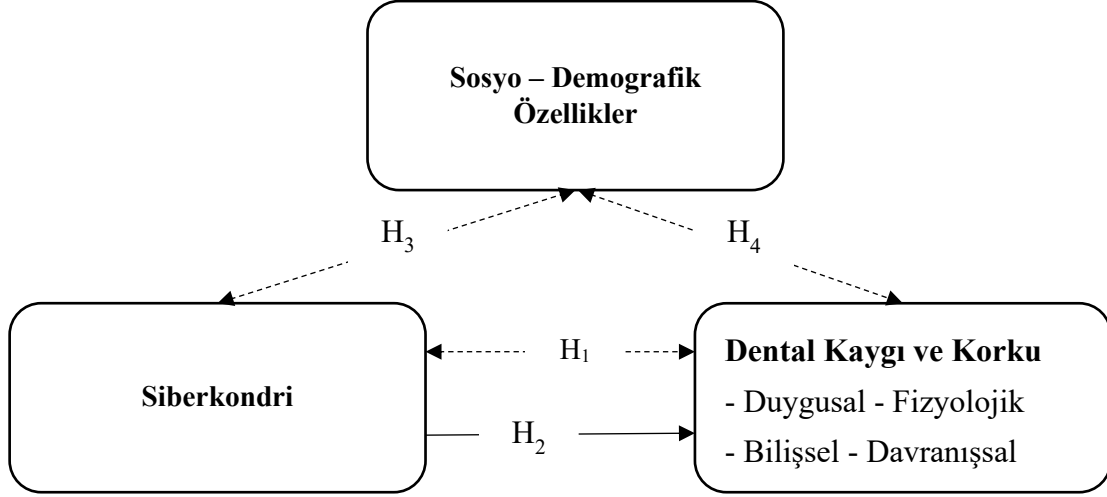 Sosyo – Demografik
Özellikler
H₃
H₄
Siberkondri
H₁
H₂
Dental Kaygı ve Korku
- Duygusal - Fizyolojik
- Bilişsel - Davranışsal